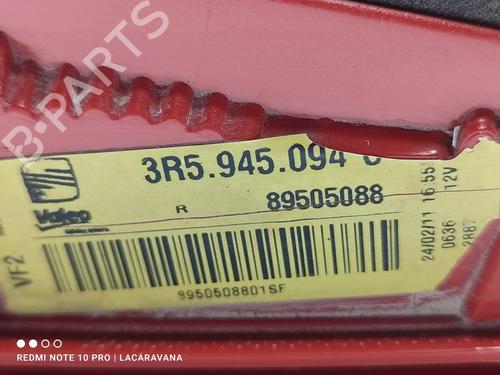 B-PARTS
3R5.945.094
Valeo
R 89505088
VF2
8950508801SF
24/02/11 16:55
0636 12V
2887
REDMI NOTE 10 PRO | LACARAVANA